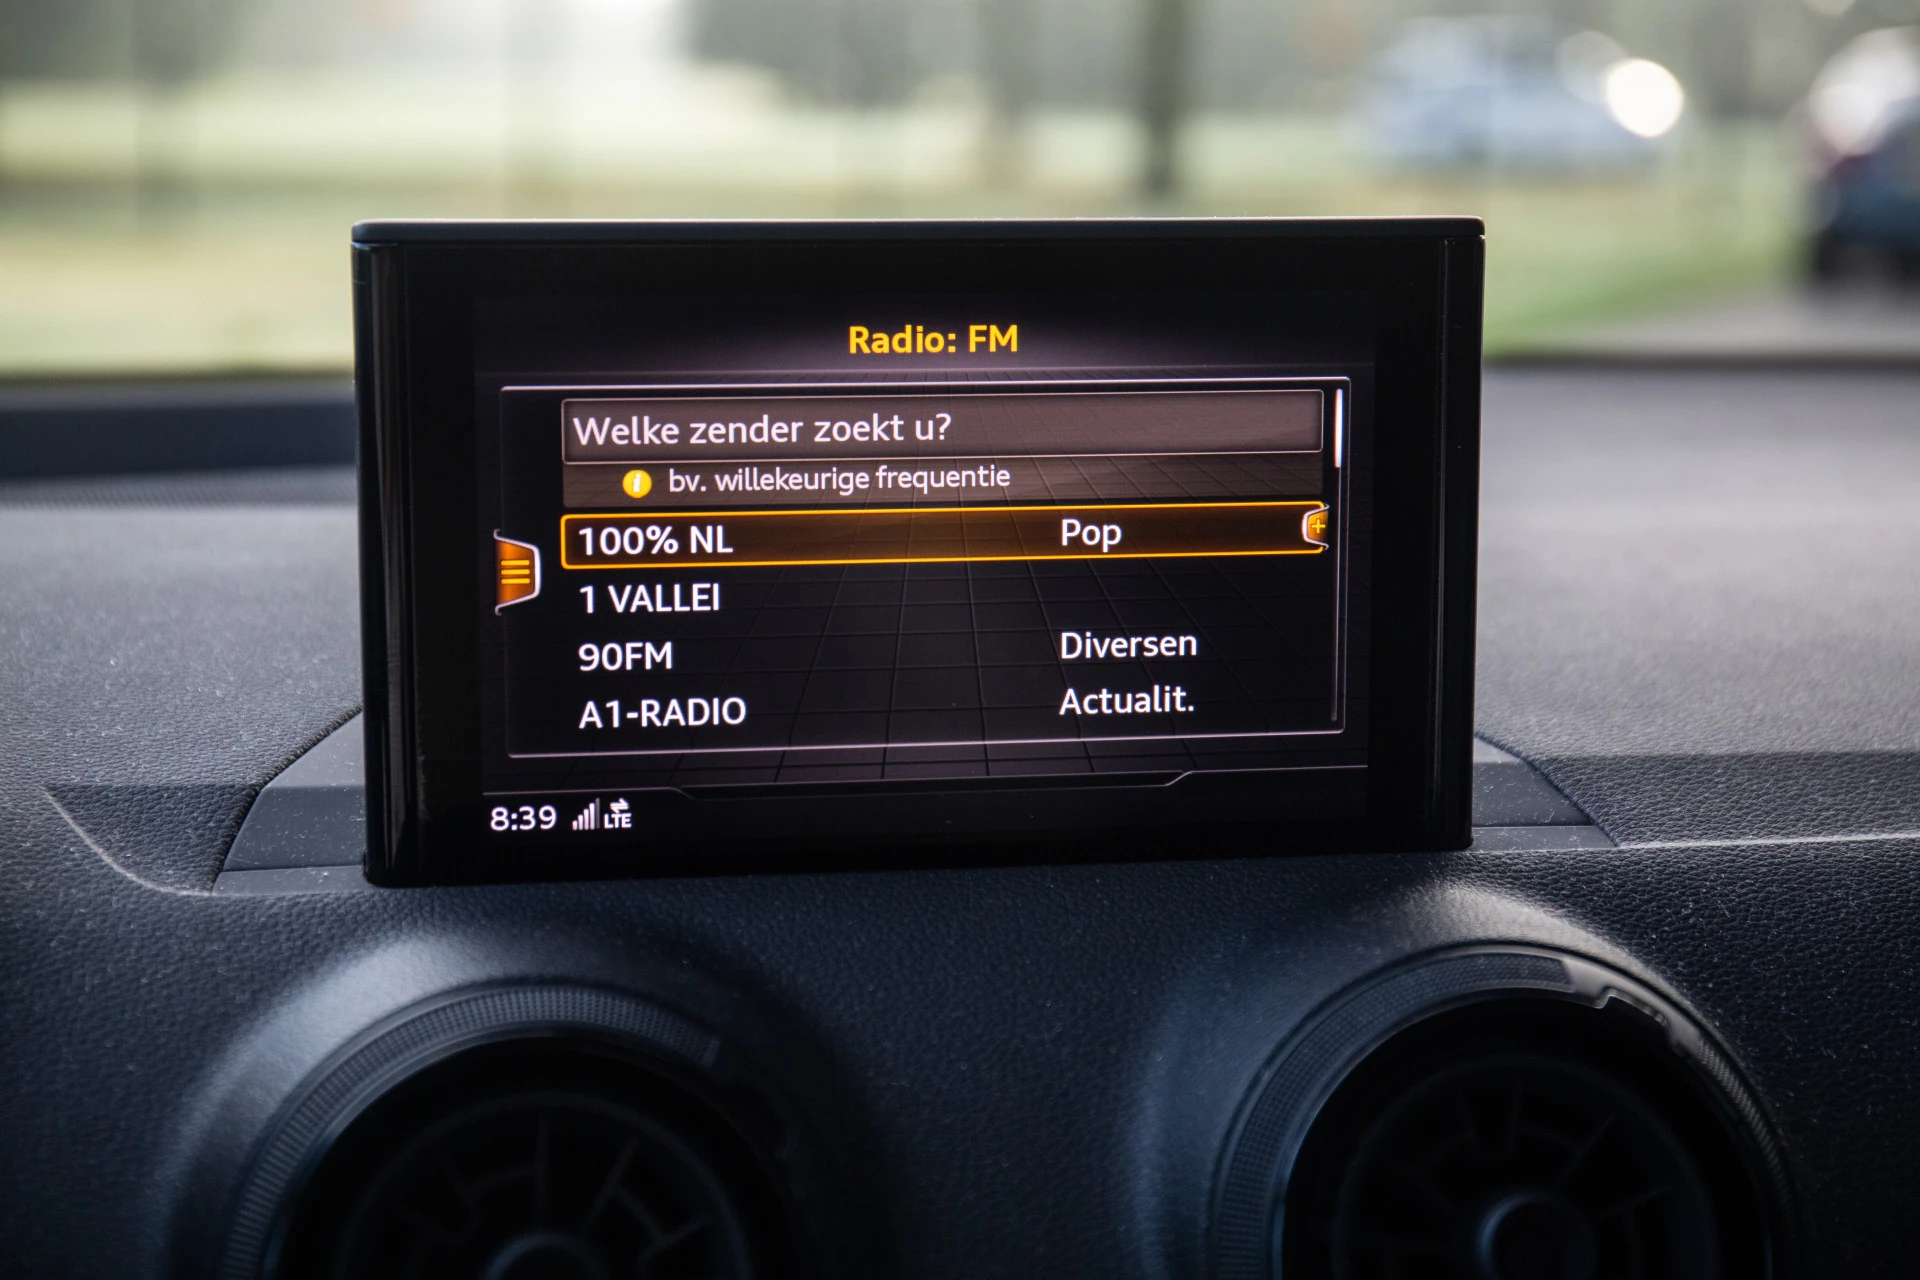 Radio: FM
Welke zender zoekt u?
i bv. willekeurige frequentie
100% NL Pop +
1 VALLEI
90FM Diversen
A1-RADIO Actualit.
8:39 LTE